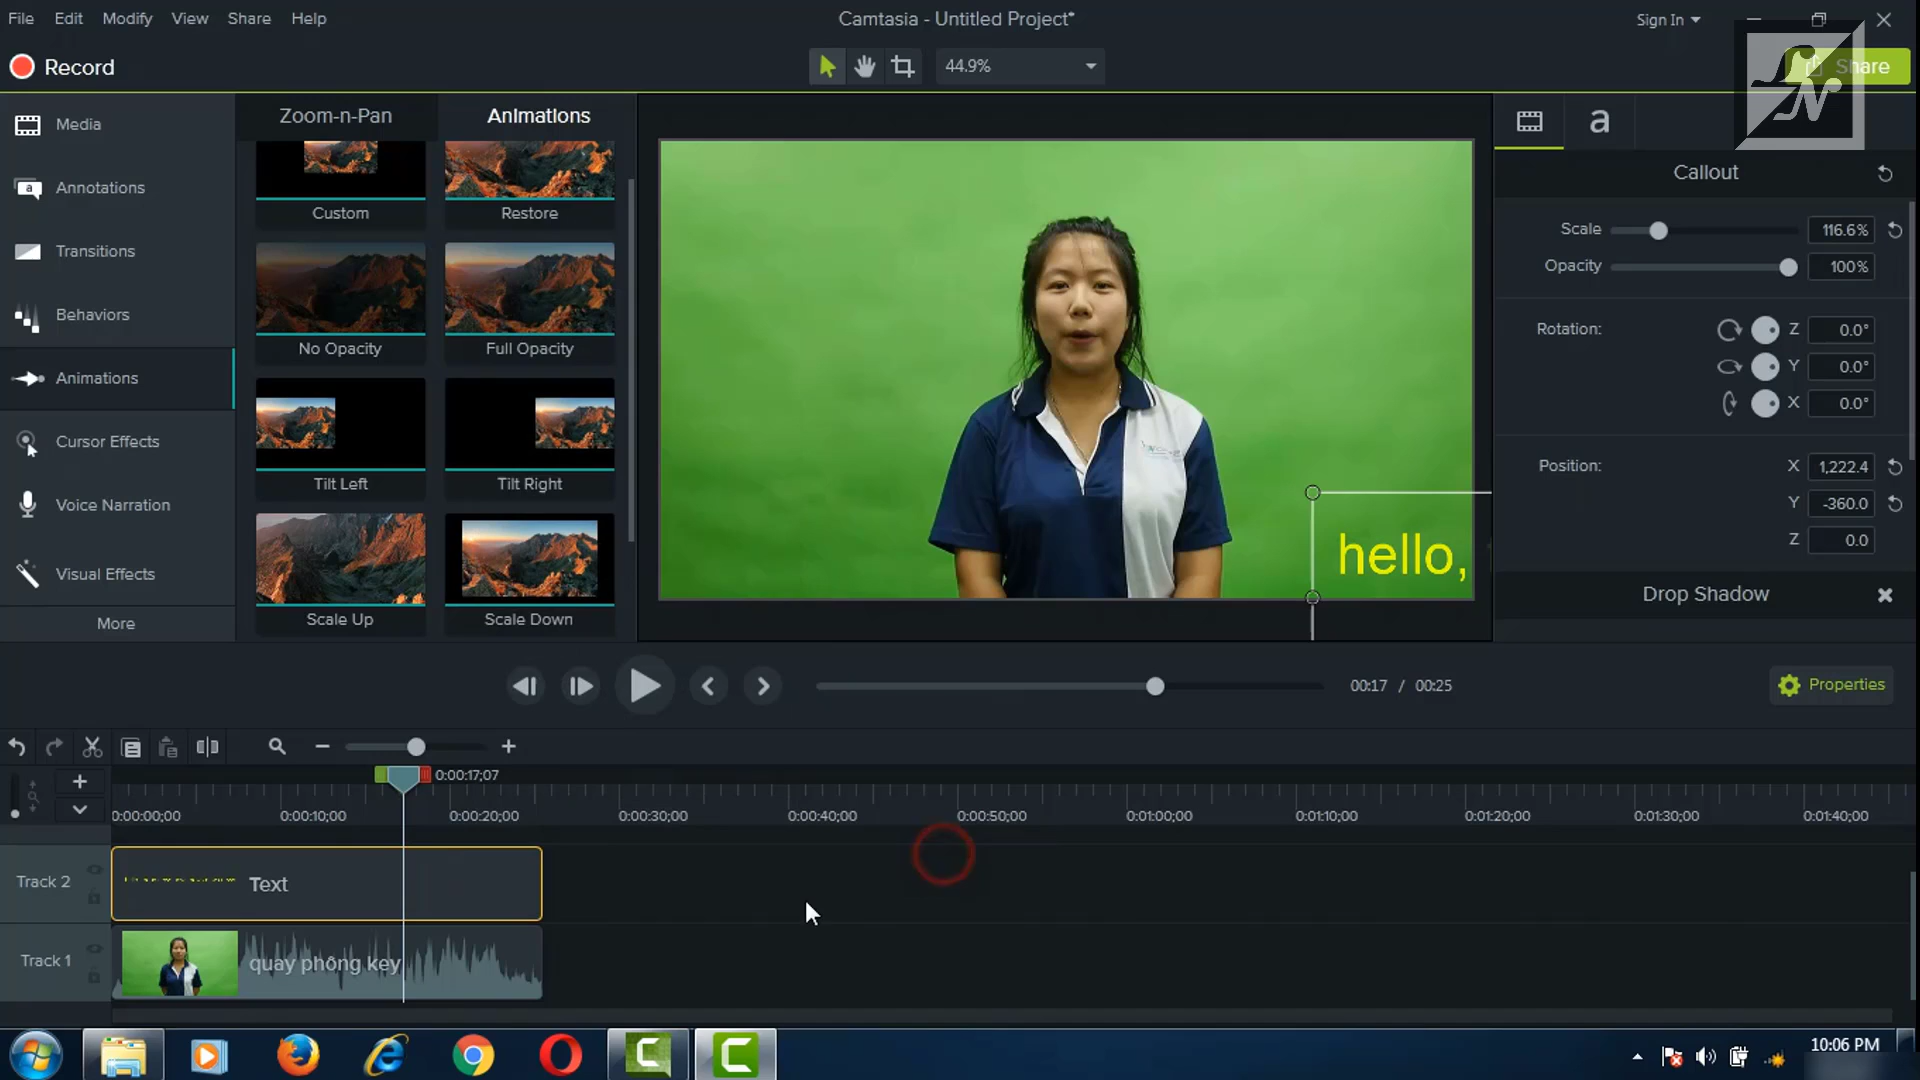 File Edit Modify View Share Help
Camtasia - Untitled Project*
Sign In
Record
44.9%
Share
Media
Annotations
Transitions
Behaviors
Animations
Cursor Effects
Voice Narration
Visual Effects
More
Zoom-n-Pan Animations
Custom Restore
No Opacity Full Opacity
Tilt Left Tilt Right
Scale Up Scale Down
hello,
a
Callout
Scale 116.6%
Opacity 100%
Rotation: Z 0.0°
Y 0.0°
X 0.0°
Position: X 1,222.4
Y -360.0
Z 0.0
Drop Shadow
00:17 / 00:25
Properties
0:00:17;07
0:00:00;00 0:00:10;00 0:00:20;00 0:00:30;00 0:00:40;00 0:00:50;00 0:01:00;00 0:01:10;00 0:01:20;00 0:01:30;00 0:01:40;00
Track 2
Text
Track 1
quay phông key
10:06 PM